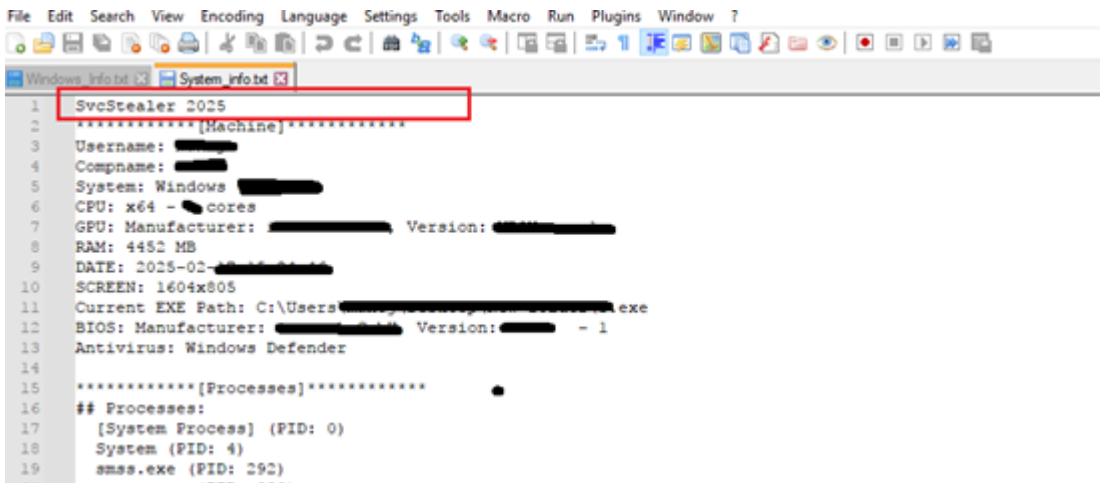 File Edit Search View Encoding Language Settings Tools Macro Run Plugins Window ?
Windows_Info.txt System_info.txt
1 SvcStealer 2025
2 ************[Machine]************
3 Username:
4 Compname:
5 System: Windows
6 CPU: x64 - cores
7 GPU: Manufacturer: , Version:
8 RAM: 4452 MB
9 DATE: 2025-02-
10 SCREEN: 1604x805
11 Current EXE Path: C:\Users exe
12 BIOS: Manufacturer: Version: - 1
13 Antivirus: Windows Defender
14
15 ************[Processes]************
16 ## Processes:
17 [System Process] (PID: 0)
18 System (PID: 4)
19 smss.exe (PID: 292)